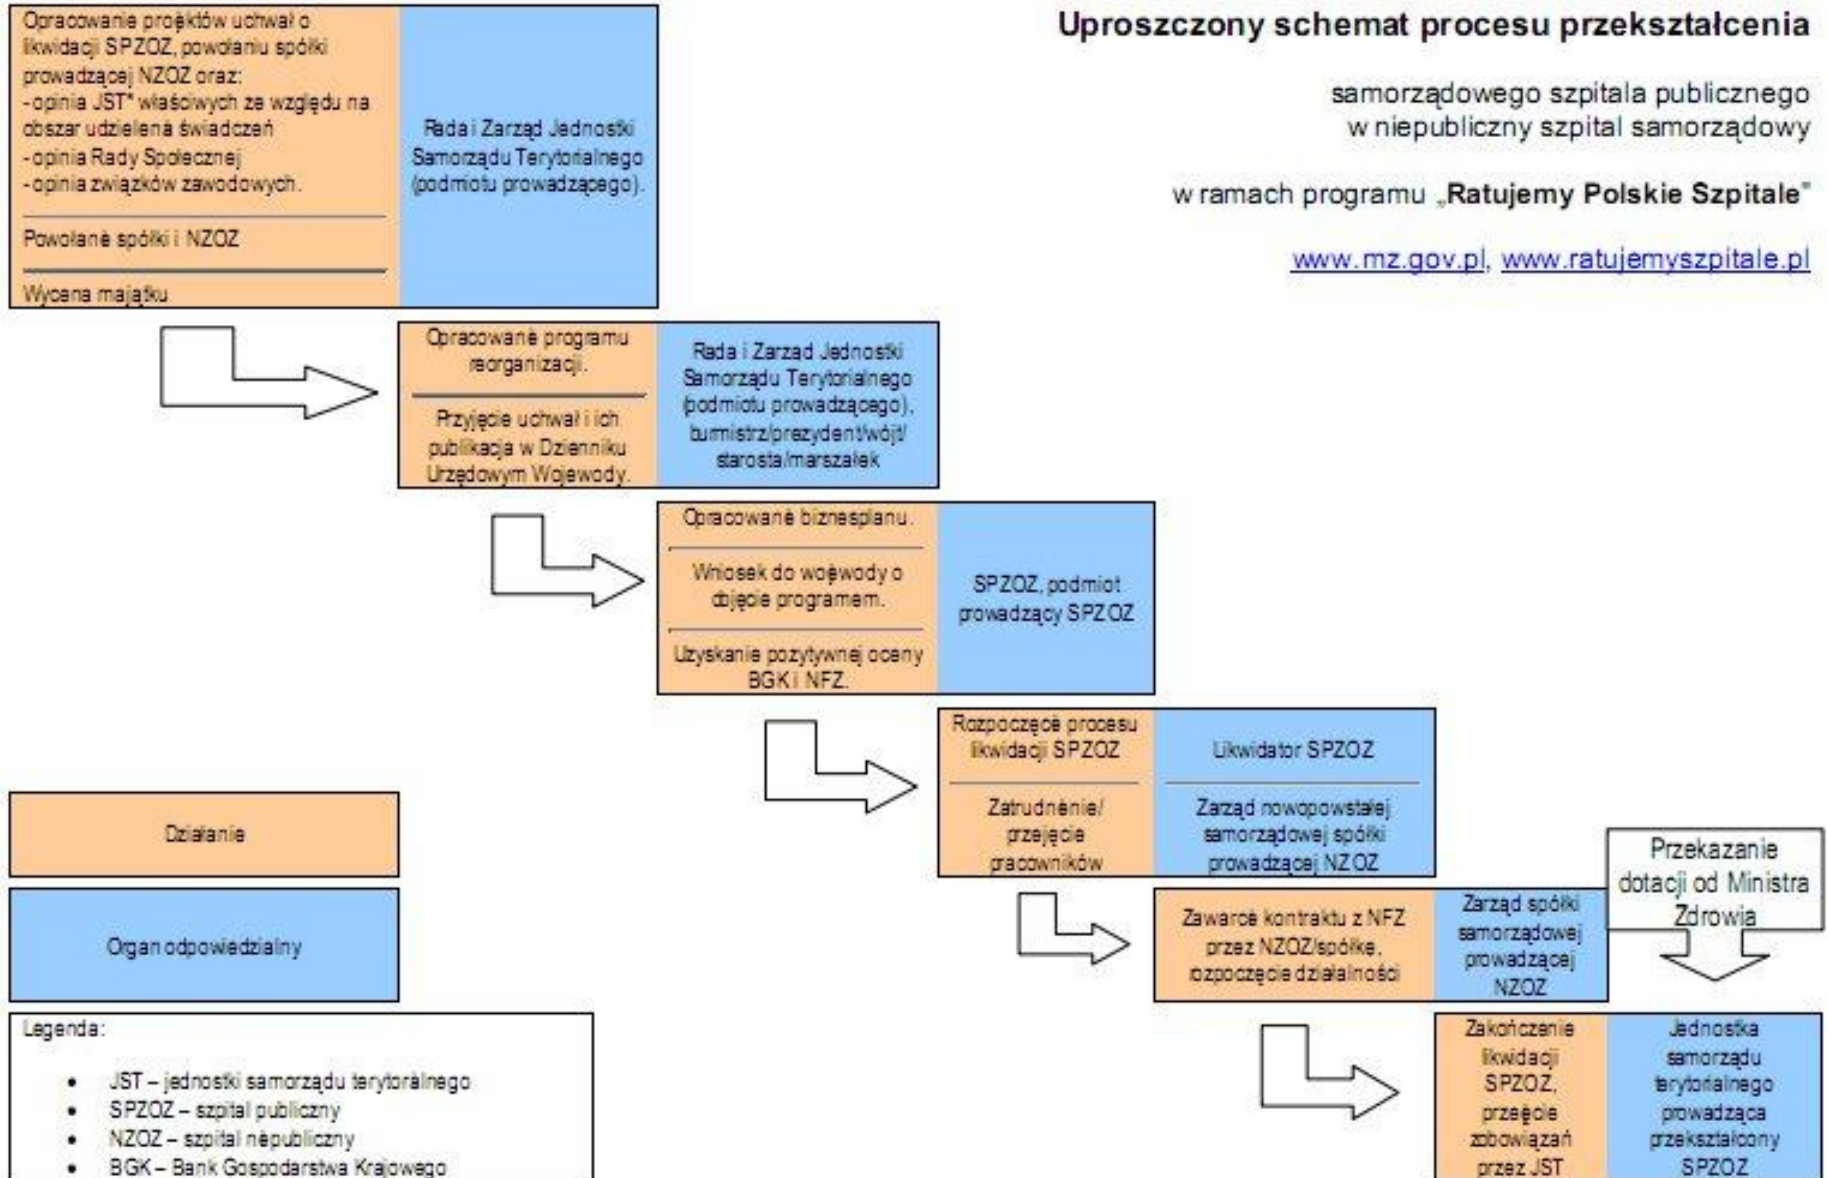 Opracowanie projektów uchwał o
likwidacji SPZOZ, powołaniu spółki
prowadzącej NZOZ oraz:
- opinia JST* właściwych ze względu na
obszar udzielenia świadczeń
- opinia Rady Społecznej
- opinia związków zawodowych.
Powołanie spółki i NZOZ
Wycena majątku
Rada i Zarząd Jednostki
Samorządu Terytorialnego
(podmiotu prowadzącego).
Uproszczony schemat procesu przekształcenia
samorządowego szpitala publicznego
w niepubliczny szpital samorządowy
w ramach programu „Ratujemy Polskie Szpitale"
www.mz.gov.pl, www.ratujemyszpitale.pl
Opracowanie programu
reorganizacji.
Przyjęcie uchwał i ich
publikacja w Dzienniku
Urzędowym Wojewody.
Rada i Zarzad Jednostki
Samorządu Terytorialnego
(podmiotu prowadzącego),
burmistrz/prezydent/wójt/
starosta/marszałek
Opracowanie biznesplanu.
Wniosek do wojewody o
objęcie programem.
Uzyskanie pozytywnej oceny
BGK i NFZ.
SPZOZ, podmiot
prowadzący SPZOZ
Rozpoczęcie procesu
likwidacji SPZOZ
Zatrudnienie/
przejęcie
pracowników
Likwidator SPZOZ
Zarząd nowopowstałej
samorządowej spółki
prowadzącej NZOZ
Działanie
Organ odpowiedzialny
Przekazanie
dotacji od Ministra
Zdrowia
Zawarcie kontraktu z NFZ
przez NZOZ/spółkę,
rozpoczęcie działalności
Zarząd spółki
samorządowej
prowadzącej
NZOZ
Zakończenie
likwidacji
SPZOZ,
przejęcie
zobowiązań
przez JST
Jednostka
samorządu
terytorialnego
prowadząca
przekształcony
SPZOZ
Legenda:
• JST – jednostki samorządu terytorialnego
• SPZOZ – szpital publiczny
• NZOZ – szpital niepubliczny
• BGK – Bank Gospodarstwa Krajowego